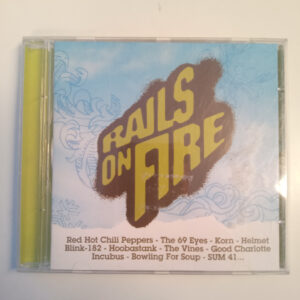 RAILS
ON FIRE
Red Hot Chili Peppers - The 69 Eyes - Korn - Helmet
Blink-182 - Hoobastank - The Vines - Good Charlotte
Incubus - Bowling For Soup - SUM 41...